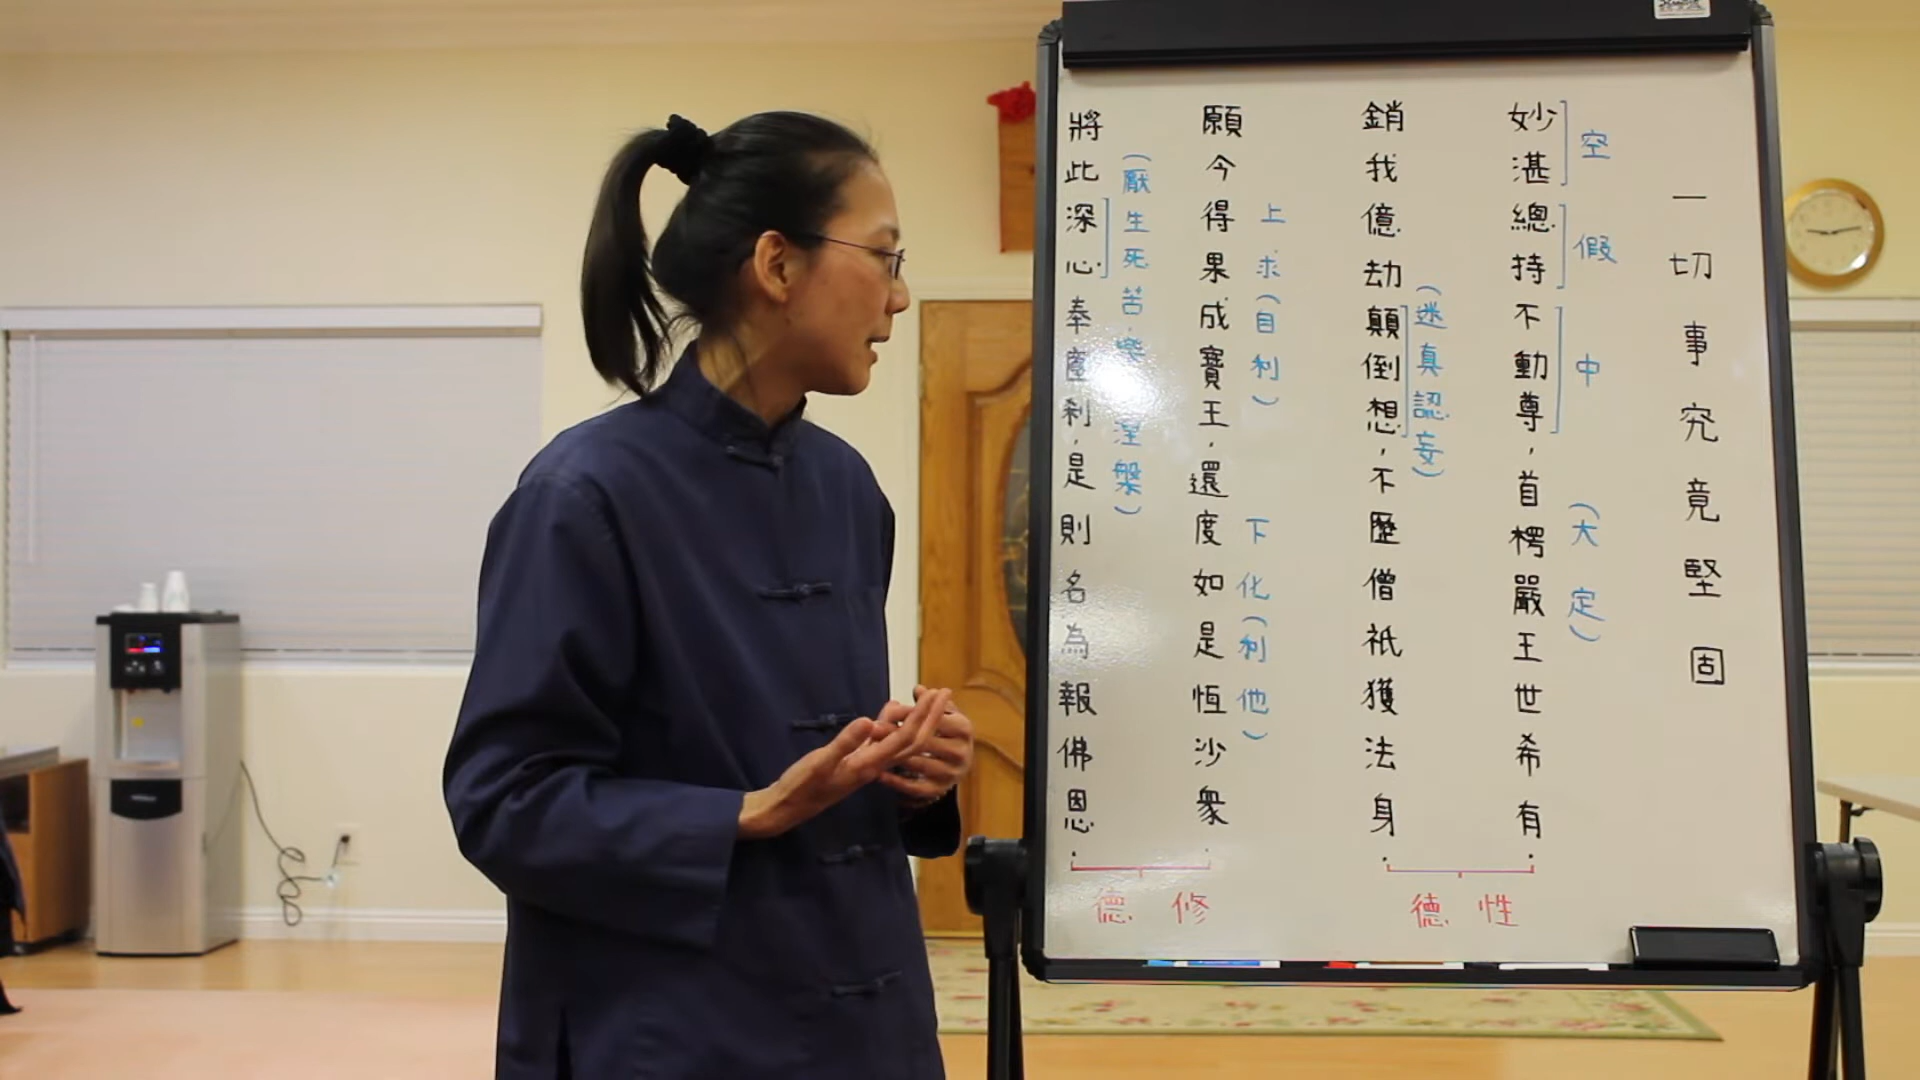 一切事究竟堅固
妙湛總持不動尊，首楞嚴王世希有．
空
假
中
(大定)
銷我億劫顛倒想，不歷僧祇獲法身．
(迷真認妄)
願今得果成寶王，還度如是恆沙衆．
上求(自利)
下化(利他)
將此深心奉塵剎，是則名為報佛恩．
(厭生死苦．樂涅槃)
性德
修德